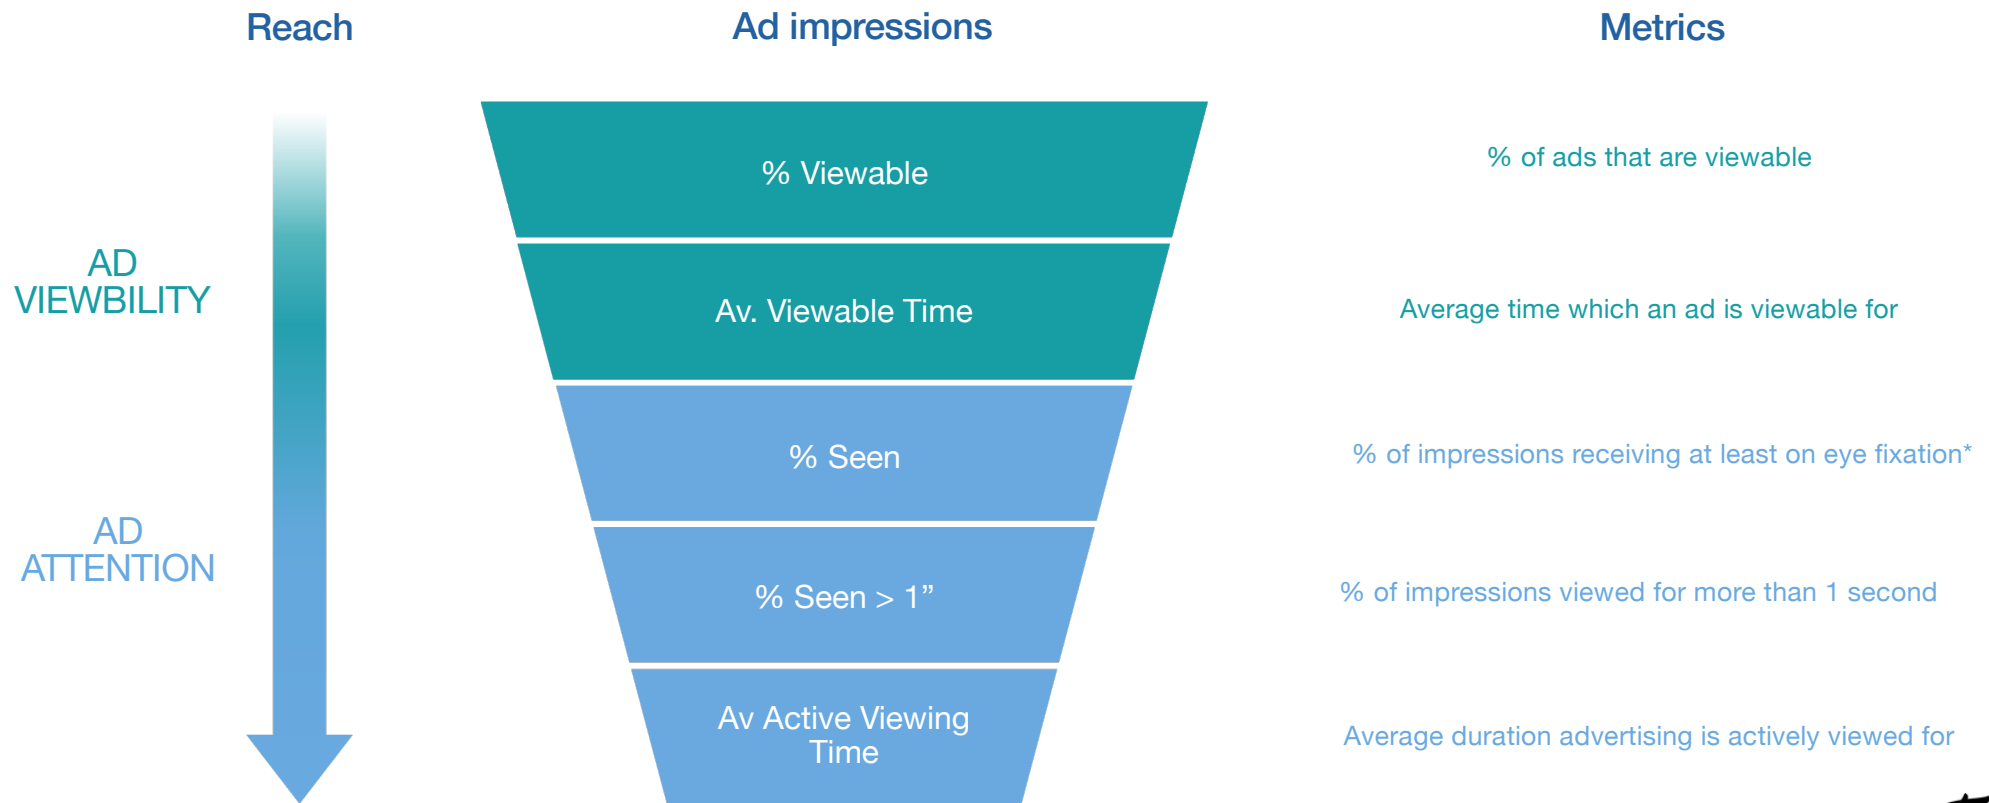 Reach
Ad impressions
Metrics
% Viewable
% of ads that are viewable
AD
VIEWBILITY
Av. Viewable Time
Average time which an ad is viewable for
% Seen
% of impressions receiving at least on eye fixation*
AD
ATTENTION
% Seen > 1”
% of impressions viewed for more than 1 second
Av Active Viewing
Time
Average duration advertising is actively viewed for